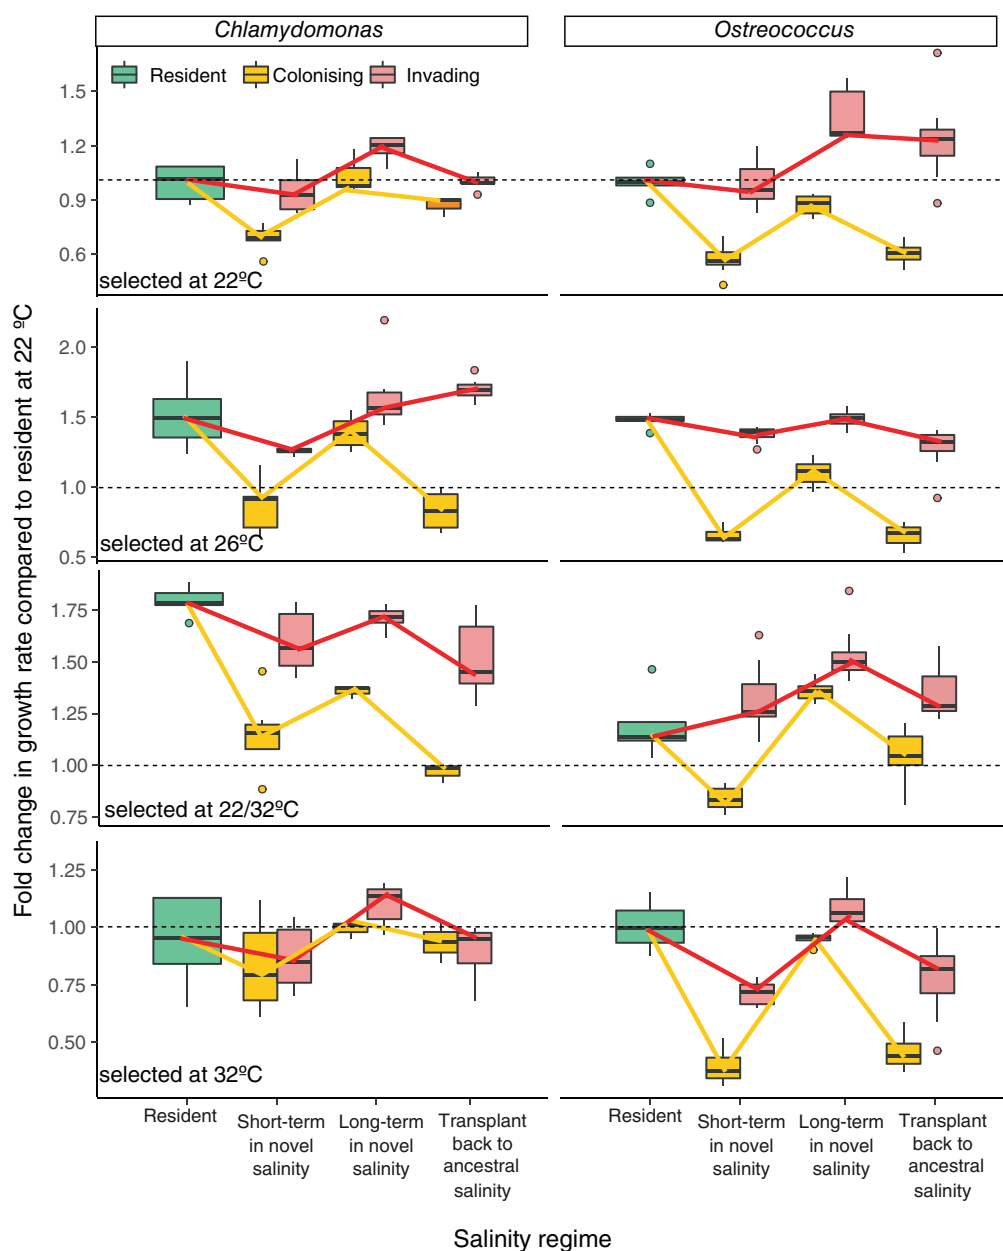 Chlamydomonas
Ostreococcus
Resident
Colonising
Invading
Fold change in growth rate compared to resident at 22 ºC
1.5
1.2
0.9
0.6
selected at 22ºC
2.0
1.5
1.0
0.5
selected at 26ºC
1.75
1.50
1.25
1.00
0.75
selected at 22/32ºC
1.25
1.00
0.75
0.50
selected at 32ºC
Resident
Short-term
in novel
salinity
Long-term
in novel
salinity
Transplant
back to
ancestral
salinity
Resident
Short-term
in novel
salinity
Long-term
in novel
salinity
Transplant
back to
ancestral
salinity
Salinity regime